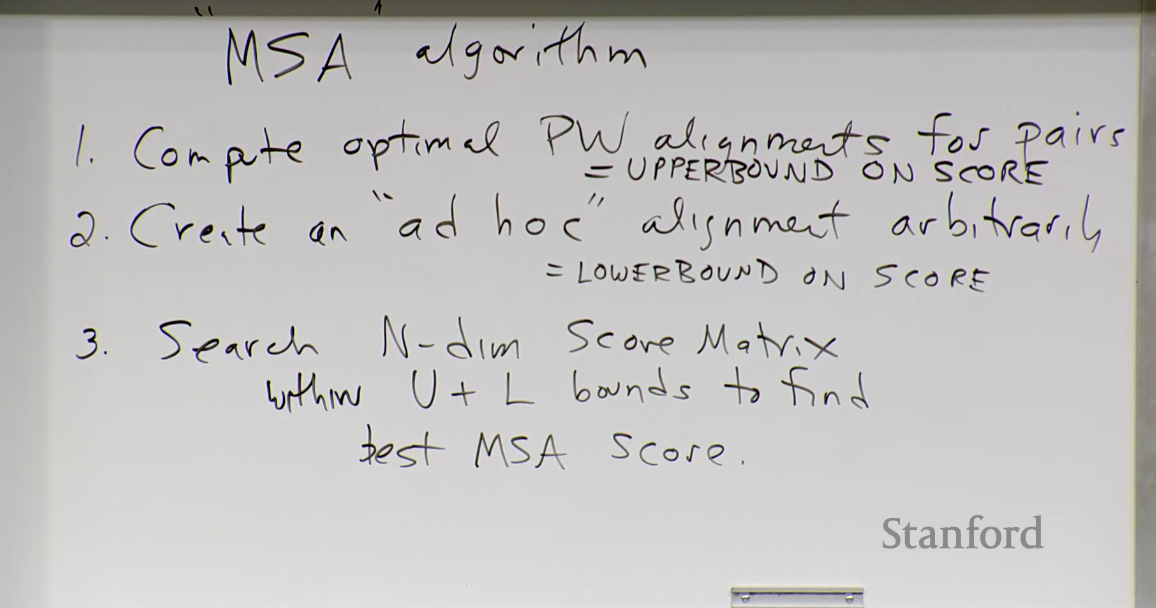 "MSA" algorithm
1. Compute optimal PW alignments for pairs
= UPPERBOUND ON SCORE
2. Create an "ad hoc" alignment arbitrarily
= LOWERBOUND ON SCORE
3. Search N-dim Score Matrix
within U + L bounds to find
best MSA score.
Stanford